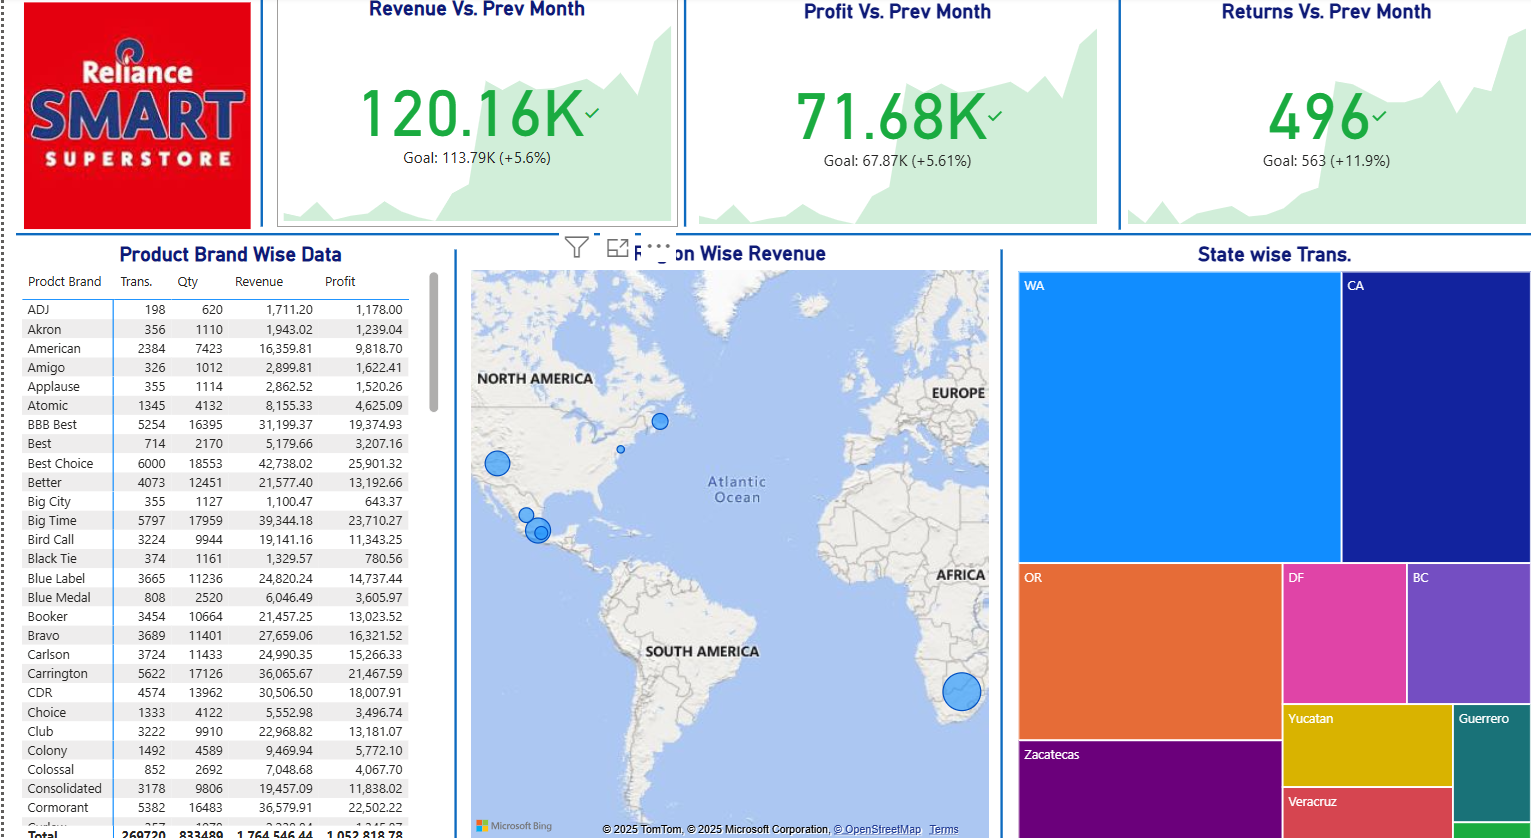 Revenue Vs. Prev Month
Profit Vs. Prev Month
Returns Vs. Prev Month
Reliance
SMART
SUPERSTORE
120.16K
Goal: 113.79K (+5.6%)
71.68K
Goal: 67.87K (+5.61%)
496
Goal: 563 (+11.9%)
Product Brand Wise Data
Prodct Brand Trans. Qty Revenue Profit
ADJ 198 620 1,711.20 1,178.00
Akron 356 1110 1,943.02 1,239.04
American 2384 7423 16,359.81 9,818.70
Amigo 326 1012 2,899.81 1,622.41
Applause 355 1114 2,862.52 1,520.26
Atomic 1345 4132 8,155.33 4,625.09
BBB Best 5254 16395 31,199.37 19,374.93
Best 714 2170 5,179.66 3,207.16
Best Choice 6000 18553 42,738.02 25,901.32
Better 4073 12451 21,577.40 13,192.66
Big City 355 1127 1,100.47 643.37
Big Time 5797 17959 39,344.18 23,710.27
Bird Call 3224 9944 19,141.16 11,343.25
Black Tie 374 1161 1,329.57 780.56
Blue Label 3665 11236 24,820.24 14,737.44
Blue Medal 808 2520 6,046.49 3,605.97
Booker 3454 10664 21,457.25 13,023.52
Bravo 3689 11401 27,659.06 16,321.52
Carlson 3724 11433 24,990.35 15,266.33
Carrington 5622 17126 36,065.67 21,467.59
CDR 4574 13962 30,506.50 18,007.91
Choice 1333 4122 5,552.98 3,496.74
Club 3222 9910 22,968.82 13,181.07
Colony 1492 4589 9,469.94 5,772.10
Colossal 852 2692 7,048.68 4,067.70
Consolidated 3178 9806 19,457.09 11,838.02
Cormorant 5382 16483 36,579.91 22,502.22
Total 269720 833489 1,764,546.44 1,052,818.78
on Wise Revenue
NORTH AMERICA
EUROPE
Atlantic
Ocean
AFRICA
SOUTH AMERICA
Microsoft Bing
© 2025 TomTom, © 2025 Microsoft Corporation, © OpenStreetMap Terms
State wise Trans.
WA
CA
OR
DF
BC
Yucatan
Guerrero
Zacatecas
Veracruz